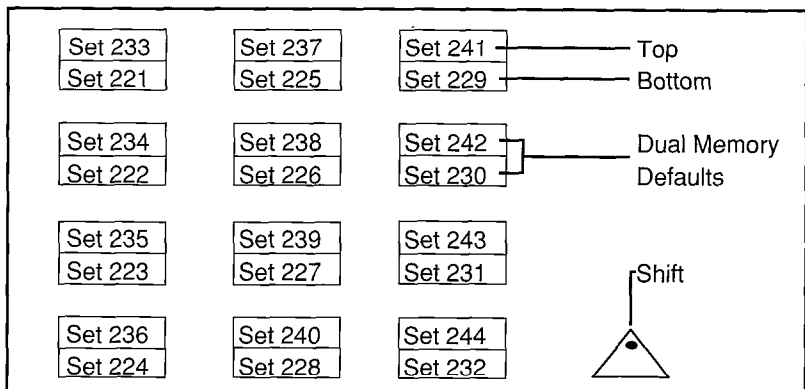 Set 233 Set 237 Set 241 Top
Set 221 Set 225 Set 229 Bottom
Set 234 Set 238 Set 242 Dual Memory
Set 222 Set 226 Set 230 Defaults
Set 235 Set 239 Set 243
Set 223 Set 227 Set 231
Shift
Set 236 Set 240 Set 244
Set 224 Set 228 Set 232